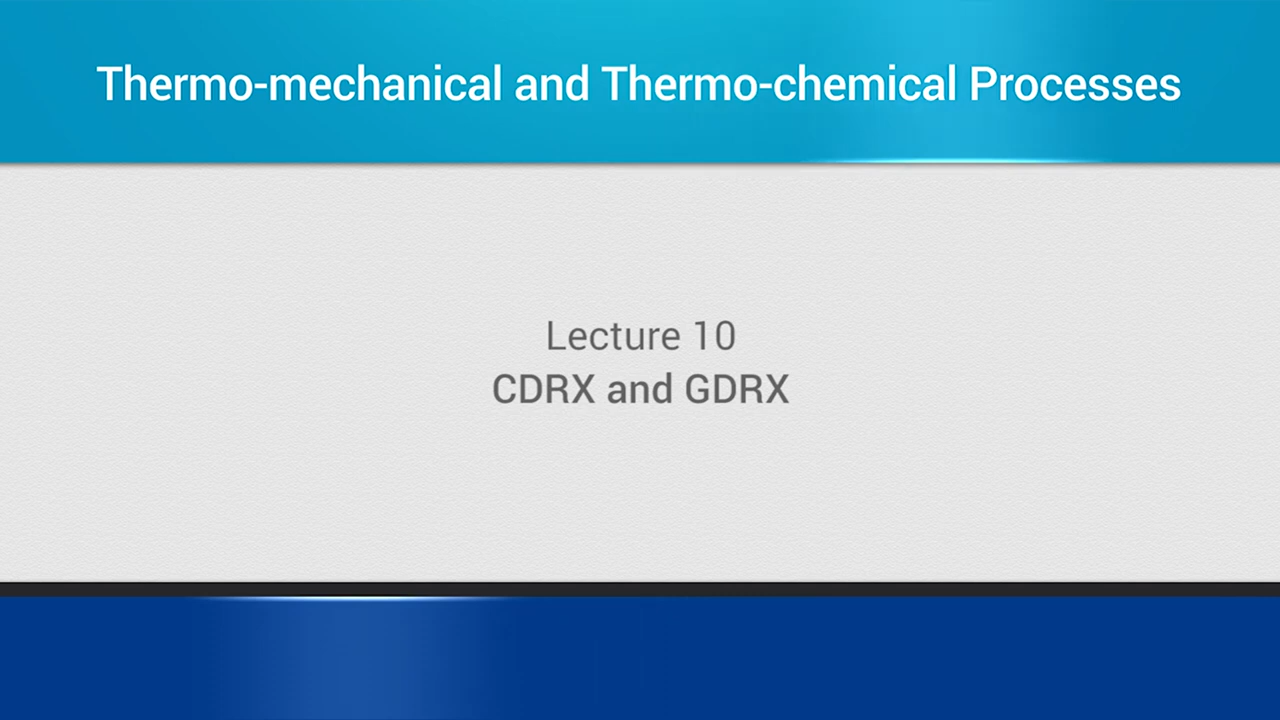 Thermo-mechanical and Thermo-chemical Processes
Lecture 10
CDRX and GDRX